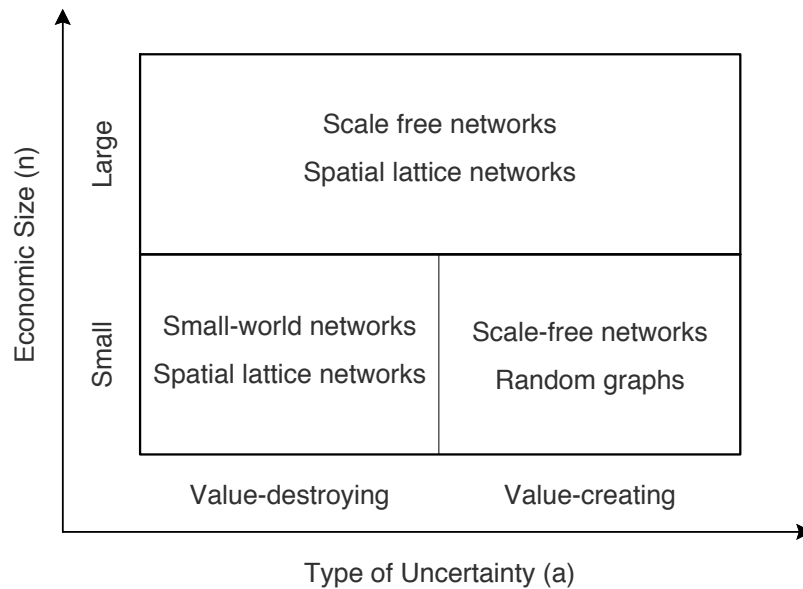 Economic Size (n)
Large
Small
Scale free networks
Spatial lattice networks
Small-world networks
Spatial lattice networks
Scale-free networks
Random graphs
Value-destroying
Value-creating
Type of Uncertainty (a)